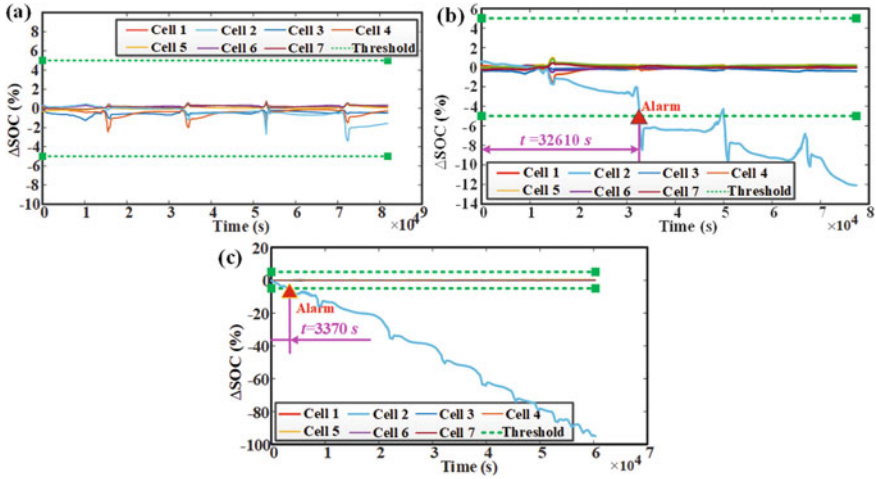 (a)
10
8
6
4
2
0
-2
-4
-6
-8
-10
ΔSOC (%)
Cell 1 Cell 2 Cell 3 Cell 4
Cell 5 Cell 6 Cell 7 Threshold
0 1 2 3 4 5 6 7 8 9
Time (s)
×10⁴
(b)
6
4
2
0
-2
-4
-6
-8
-10
-12
-14
ΔSOC (%)
Alarm
t =32610 s
Cell 1 Cell 2 Cell 3 Cell 4
Cell 5 Cell 6 Cell 7 Threshold
0 1 2 3 4 5 6 7 8
Time (s)
×10⁴
(c)
20
0
-20
-40
-60
-80
-100
ΔSOC (%)
Alarm
t=3370 s
Cell 1 Cell 2 Cell 3 Cell 4
Cell 5 Cell 6 Cell 7 Threshold
0 1 2 3 4 5 6 7
Time (s)
×10⁴